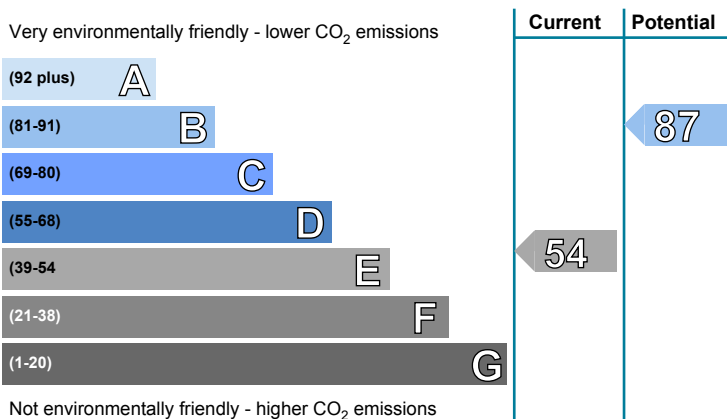 Current Potential
Very environmentally friendly - lower CO₂ emissions
(92 plus) A
(81-91) B 87
(69-80) C
(55-68) D
(39-54 E 54
(21-38) F
(1-20) G
Not environmentally friendly - higher CO₂ emissions